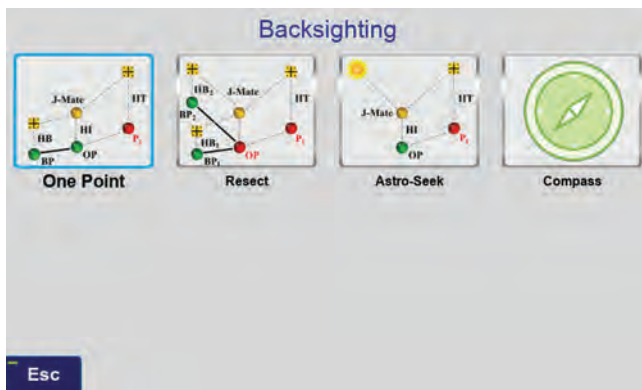 Backsighting
J-Mate
HT
HB
HI
BP
OP
P₁
One Point
HB₂
J-Mate
BP₂
HT
HB₁
BP₁
OP
P₁
Resect
J-Mate
HT
HI
OP
P₁
Astro-Seek
Compass
Esc